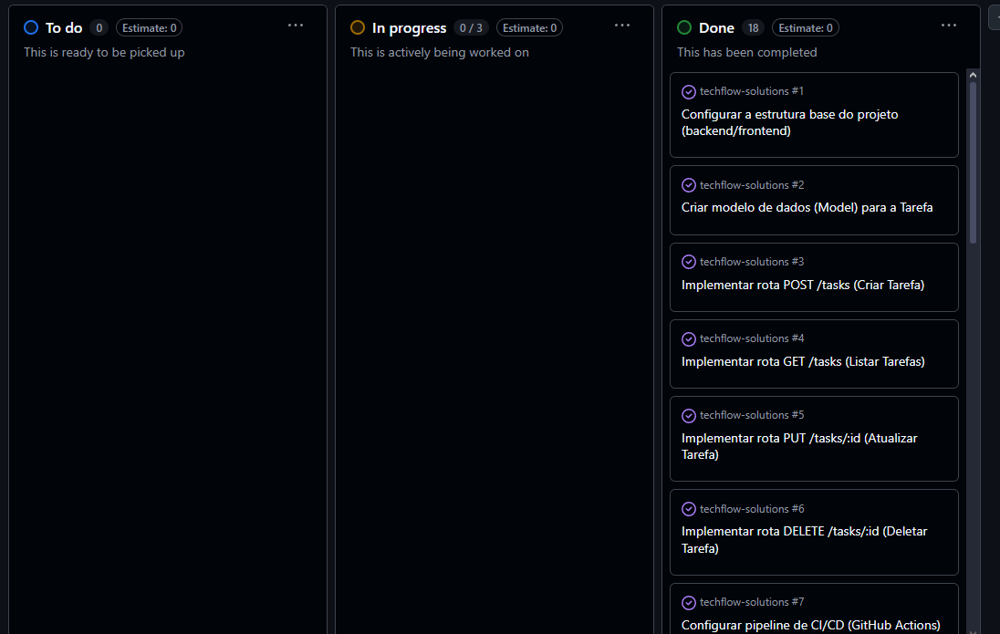 To do 0 Estimate: 0 ...
This is ready to be picked up
In progress 0 / 3 Estimate: 0 ...
This is actively being worked on
Done 18 Estimate: 0 ...
This has been completed
techflow-solutions #1
Configurar a estrutura base do projeto
(backend/frontend)
techflow-solutions #2
Criar modelo de dados (Model) para a Tarefa
techflow-solutions #3
Implementar rota POST /tasks (Criar Tarefa)
techflow-solutions #4
Implementar rota GET /tasks (Listar Tarefas)
techflow-solutions #5
Implementar rota PUT /tasks/:id (Atualizar
Tarefa)
techflow-solutions #6
Implementar rota DELETE /tasks/:id (Deletar
Tarefa)
techflow-solutions #7
Configurar pipeline de CI/CD (GitHub Actions)